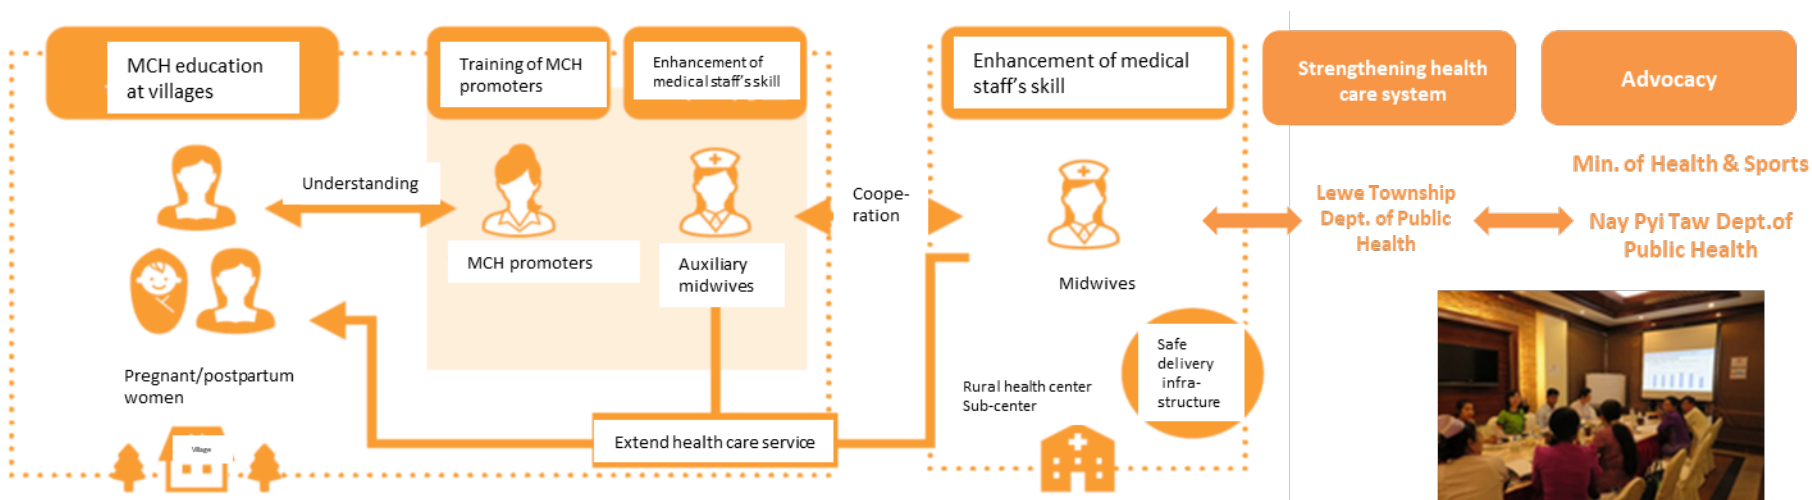 MCH education
at villages
Training of MCH
promoters
Enhancement of
medical staff's skill
Enhancement of medical
staff's skill
Strengthening health
care system
Advocacy
Understanding
MCH promoters
Auxiliary
midwives
Coope-
ration
Midwives
Lewe Township
Dept. of Public
Health
Min. of Health & Sports
Nay Pyi Taw Dept.of
Public Health
Pregnant/postpartum
women
Village
Extend health care service
Rural health center
Sub-center
Safe
delivery
infra-
structure